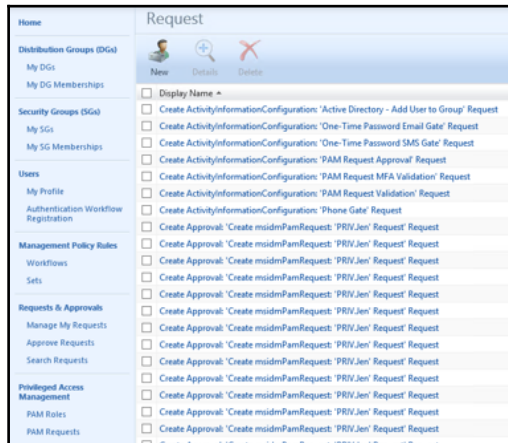 Home
Distribution Groups (DGs)
My DGs
My DG Memberships
Security Groups (SGs)
My SGs
My SG Memberships
Users
My Profile
Authentication Workflow
Registration
Management Policy Rules
Workflows
Sets
Requests & Approvals
Manage My Requests
Approve Requests
Search Requests
Privileged Access
Management
PAM Roles
PAM Requests
Request
New Details Delete
Display Name
Create ActivityInformationConfiguration: 'Active Directory - Add User to Group' Request
Create ActivityInformationConfiguration: 'One-Time Password Email Gate' Request
Create ActivityInformationConfiguration: 'One-Time Password SMS Gate' Request
Create ActivityInformationConfiguration: 'PAM Request Approval' Request
Create ActivityInformationConfiguration: 'PAM Request MFA Validation' Request
Create ActivityInformationConfiguration: 'PAM Request Validation' Request
Create ActivityInformationConfiguration: 'Phone Gate' Request
Create Approval: 'Create msidmPamRequest: 'PRIV.Jen' Request' Request
Create Approval: 'Create msidmPamRequest: 'PRIV.Jen' Request' Request
Create Approval: 'Create msidmPamRequest: 'PRIV.Jen' Request' Request
Create Approval: 'Create msidmPamRequest: 'PRIV.Jen' Request' Request
Create Approval: 'Create msidmPamRequest: 'PRIV.Jen' Request' Request
Create Approval: 'Create msidmPamRequest: 'PRIV.Jen' Request' Request
Create Approval: 'Create msidmPamRequest: 'PRIV.Jen' Request' Request
Create Approval: 'Create msidmPamRequest: 'PRIV.Jen' Request' Request
Create Approval: 'Create msidmPamRequest: 'PRIV.Jen' Request' Request
Create Approval: 'Create msidmPamRequest: 'PRIV.Jen' Request' Request
Create Approval: 'Create msidmPamRequest: 'PRIV.Jen' Request' Request
Create Approval: 'Create msidmPamRequest: 'PRIV.Jen' Request' Request